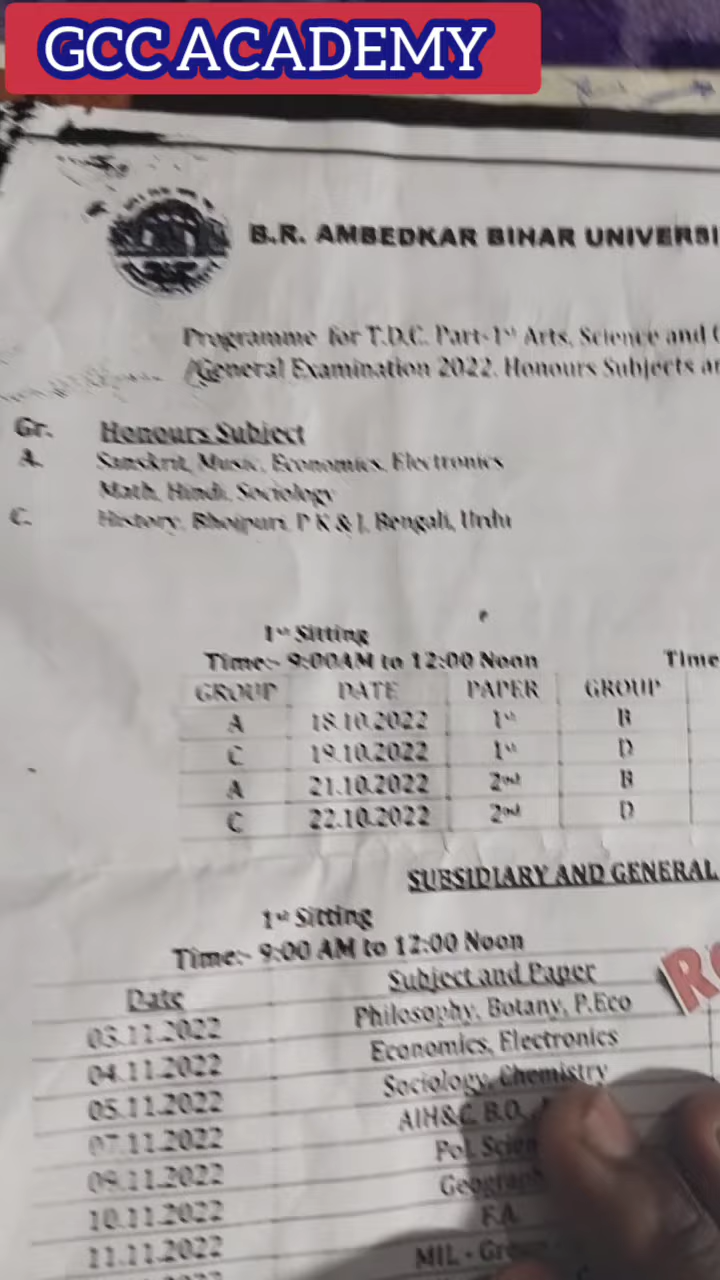 GCC ACADEMY
B.R. AMBEDKAR BIHAR UNIVERSI
Programme for T.D.C. Part-1st Arts, Science and
/General Examination 2022. Honours Subjects
Gr. Honours Subject
A. Sanskrit, Music, Economics, Electronics
Math, Hindi, Sociology
C. History, Bhojpuri, P K & J, Bengali, Urdu
1st Sitting
Time:- 9:00AM to 12:00 Noon Time
GROUP DATE PAPER GROUP
A 18.10.2022 1st B
C 19.10.2022 1st D
A 21.10.2022 2nd B
C 22.10.2022 2nd D
SUBSIDIARY AND GENERAL
1st Sitting
Time:- 9:00 AM to 12:00 Noon
Date Subject and Paper
03.11.2022 Philosophy, Botany, P.Eco
04.11.2022 Economics, Electronics
05.11.2022 Sociology, Chemistry
07.11.2022 AIH&C, B.O.
09.11.2022 Pol. Scien
10.11.2022 Geograph
11.11.2022 F.A.
MIL - Gr